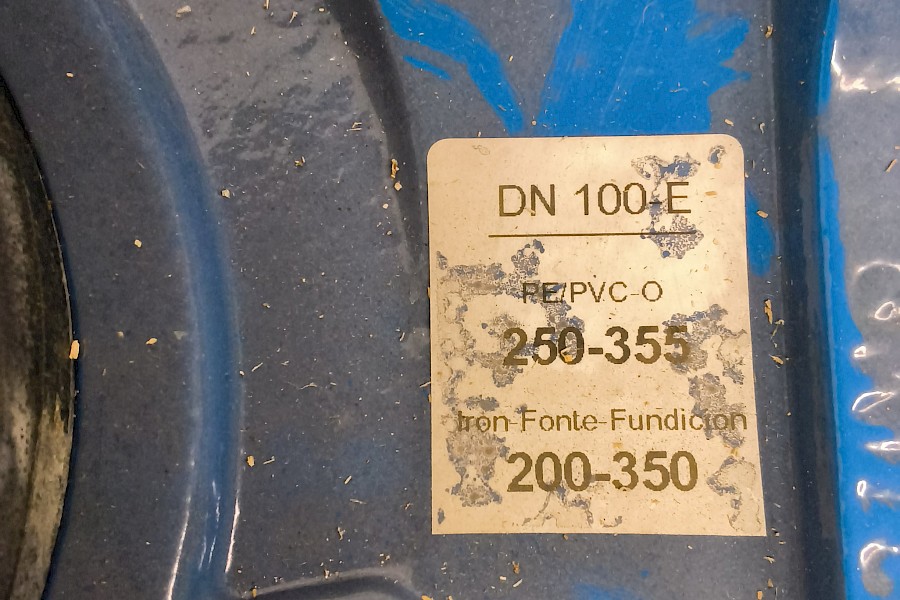 DN 100-E
PE/PVC-O
250-355
Iron-Fonte-Fundicion
200-350